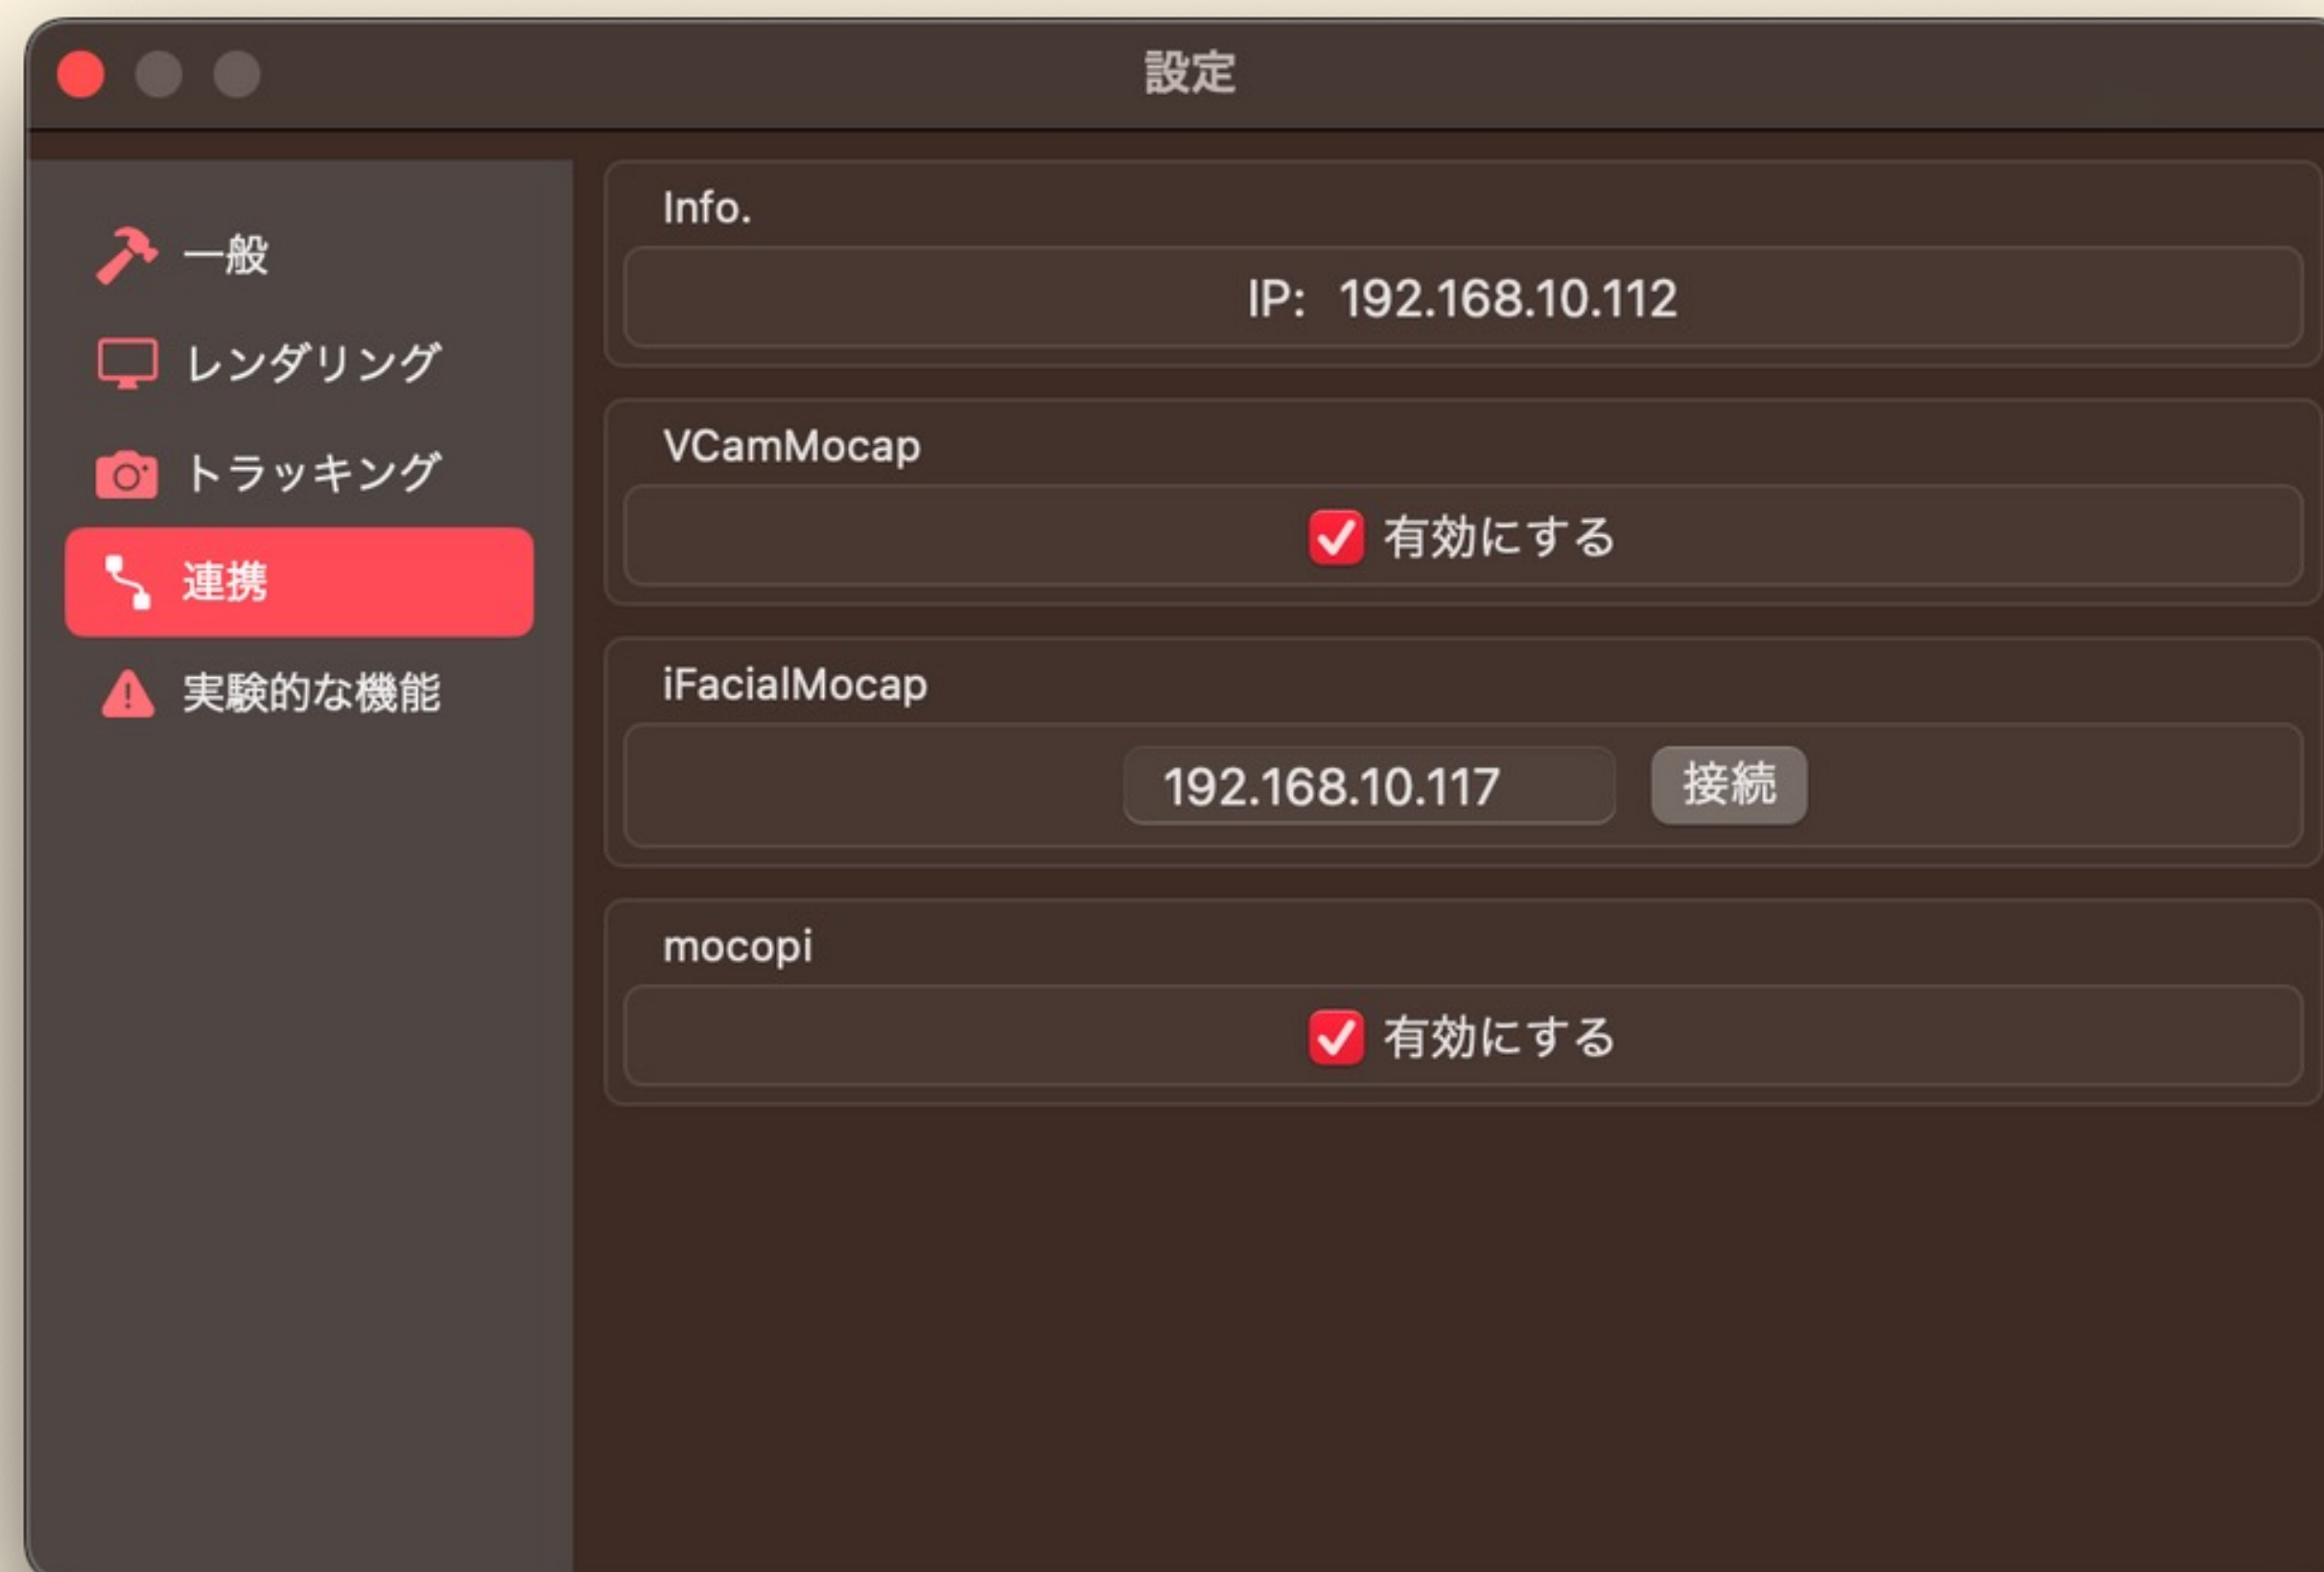 設定
一般
レンダリング
トラッキング
連携
実験的な機能
Info.
IP: 192.168.10.112
VCamMocap
有効にする
iFacialMocap
192.168.10.117 接続
mocopi
有効にする